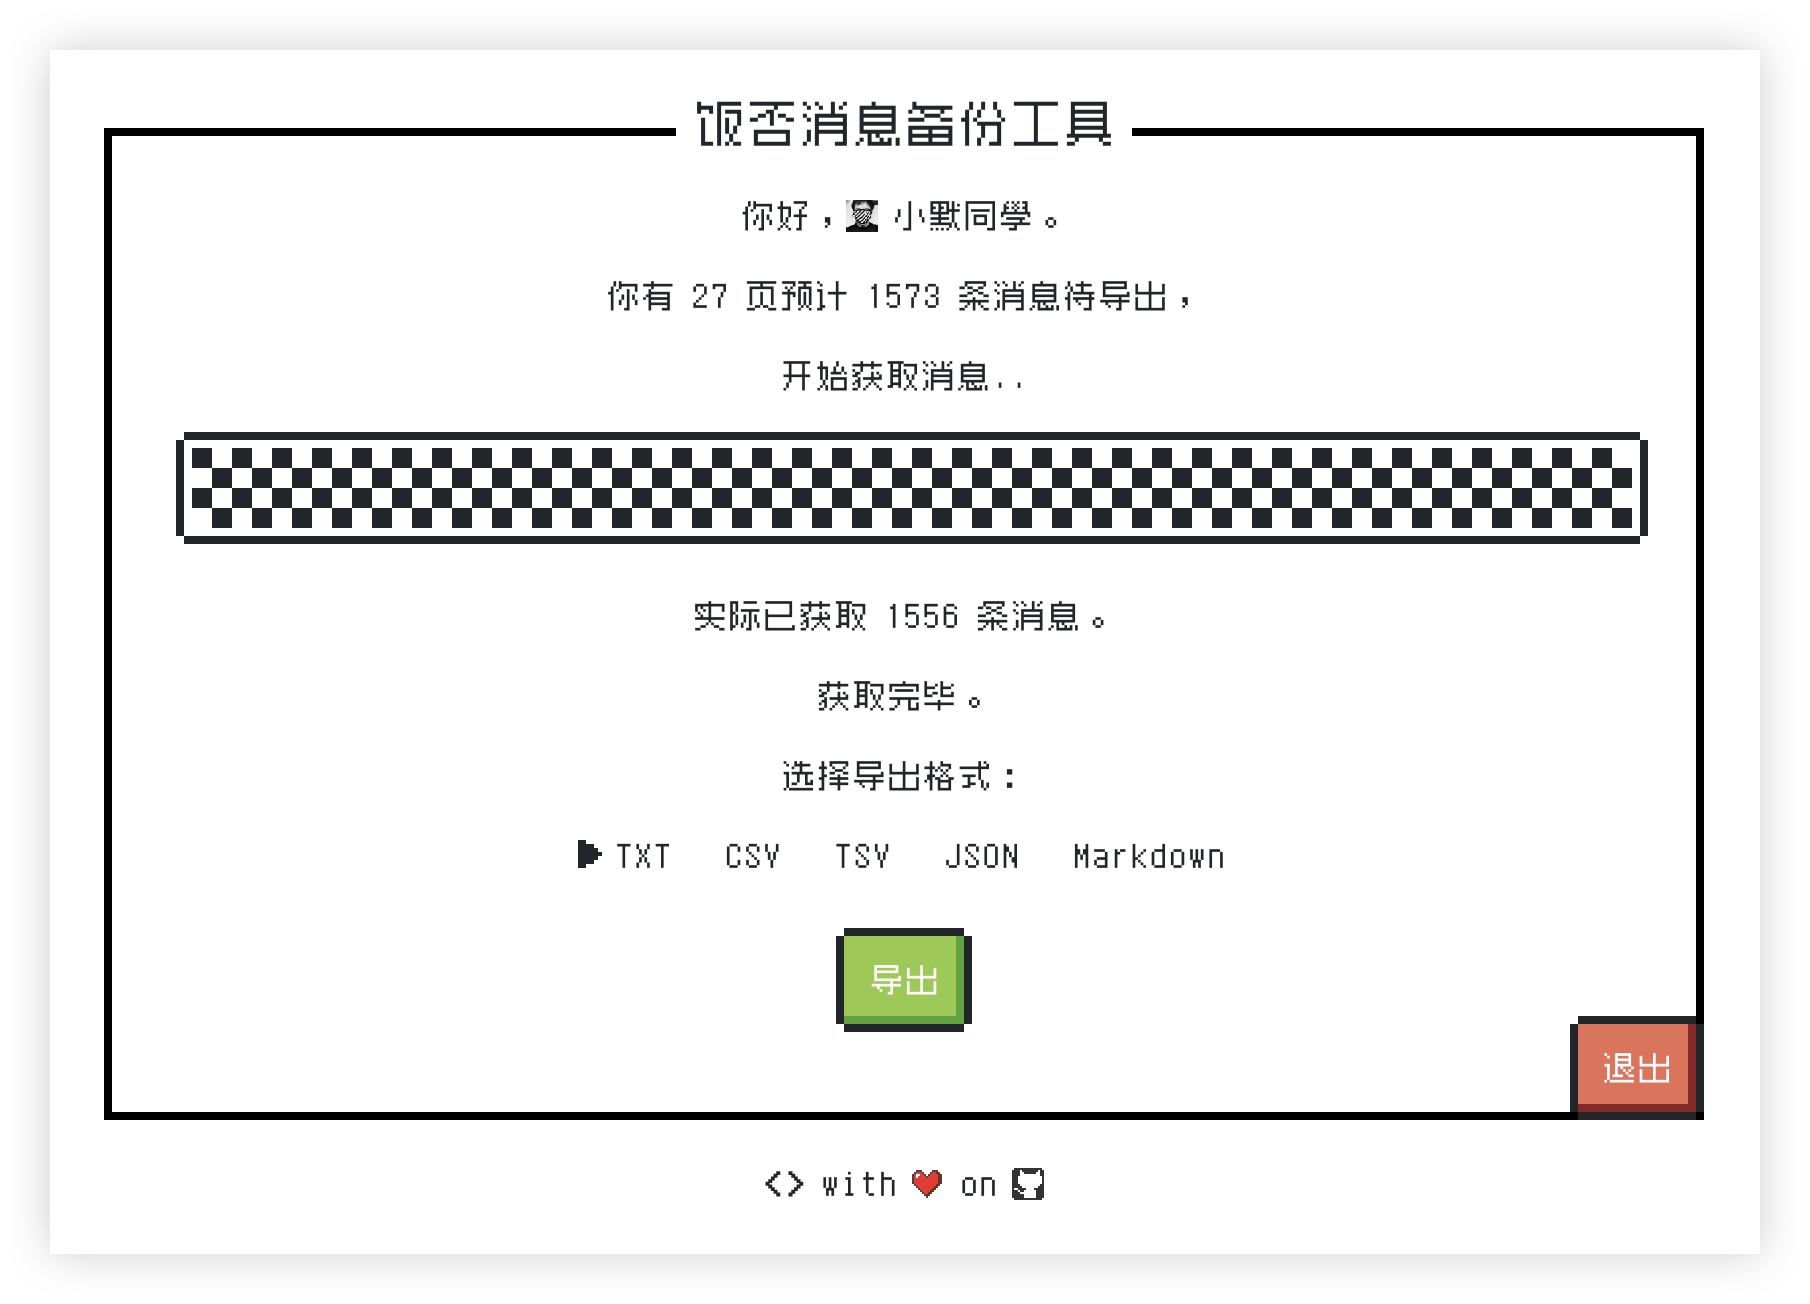 饭否消息备份工具
你好，小默同學。
你有 27 页预计 1573 条消息待导出，
开始获取消息..
实际已获取 1556 条消息。
获取完毕。
选择导出格式：
TXT CSV TSV JSON Markdown
导出
退出
<> with on